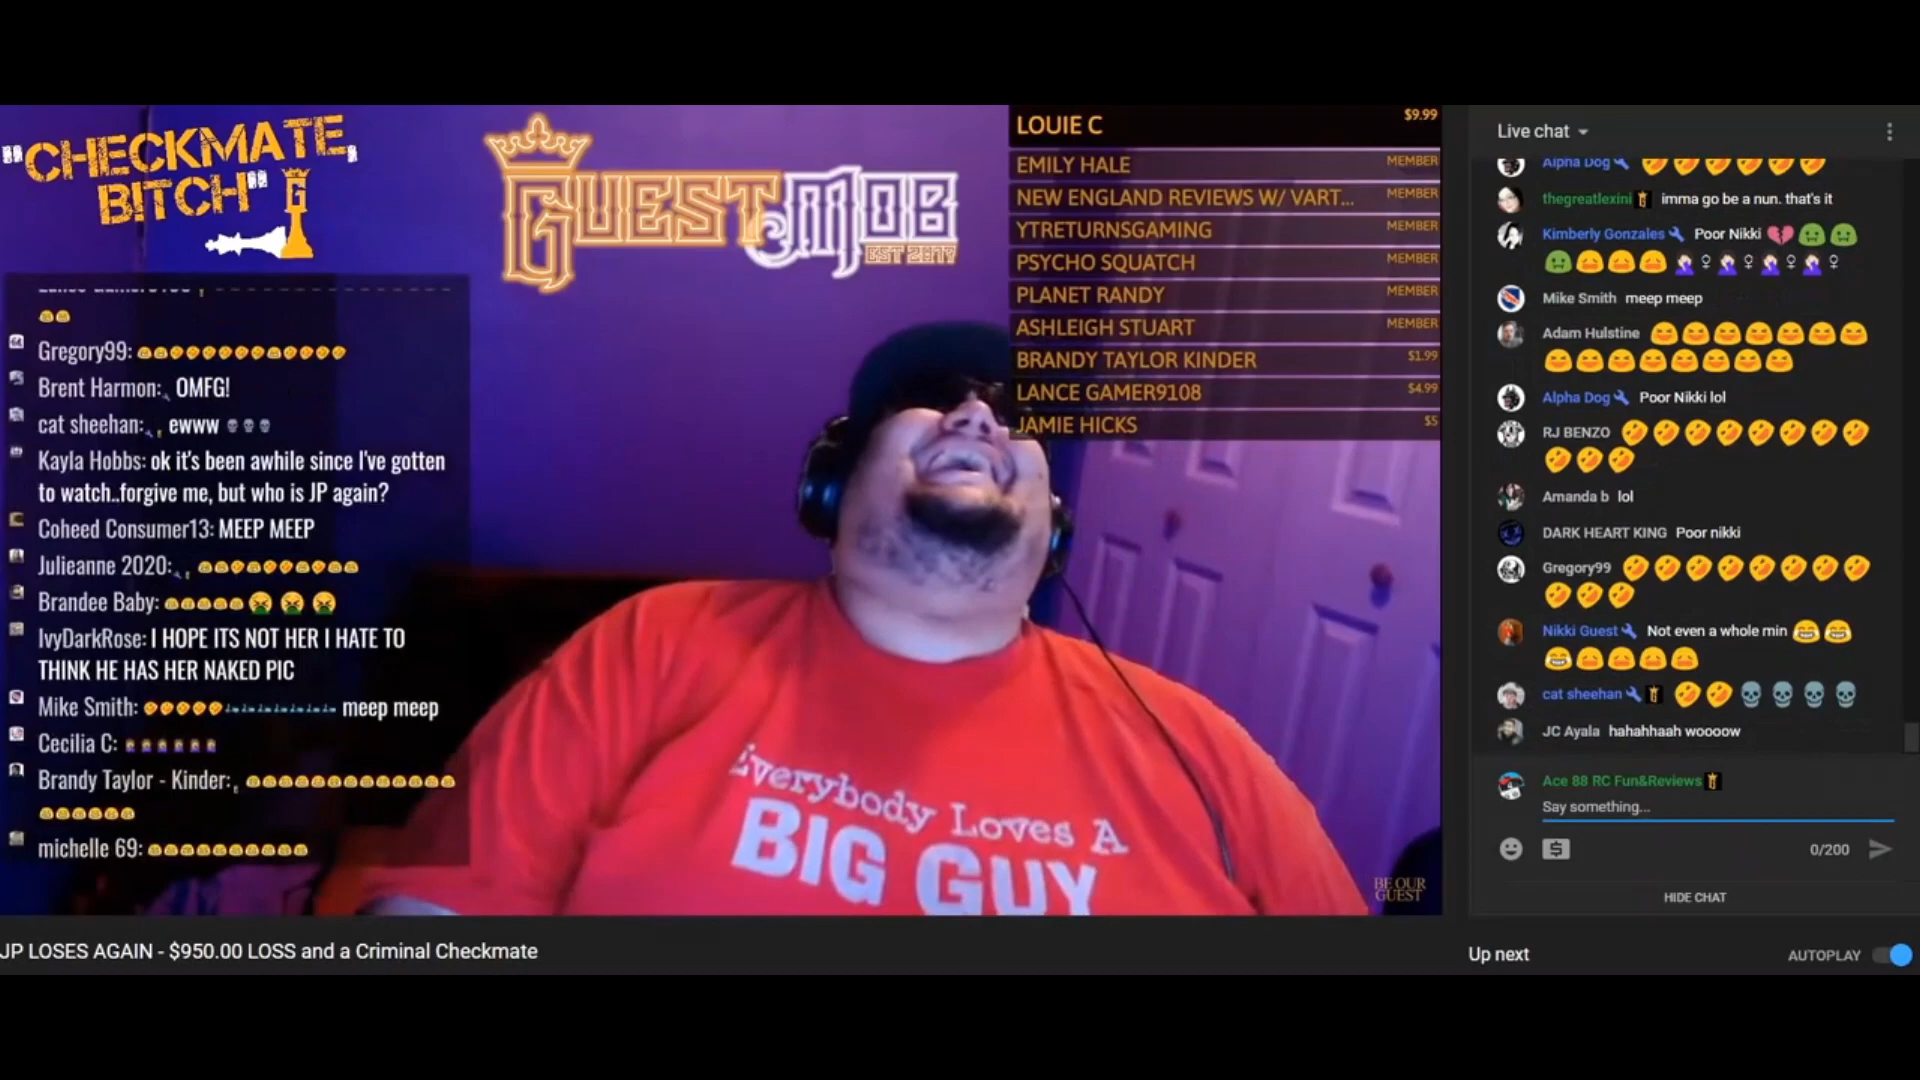 "CHECKMATE,
BITCH"
GUESTMOB
EST 2017
LOUIE C $9.99
EMILY HALE MEMBER
NEW ENGLAND REVIEWS W/ VART... MEMBER
YTRETURNSGAMING MEMBER
PSYCHO SQUATCH MEMBER
PLANET RANDY MEMBER
ASHLEIGH STUART MEMBER
BRANDY TAYLOR KINDER $1.99
LANCE GAMER9108 $4.99
JAMIE HICKS $5
Gregory99:
Brent Harmon: OMFG!
cat sheehan: ewww
Kayla Hobbs: ok it's been awhile since I've gotten
to watch..forgive me, but who is JP again?
Coheed Consumer13: MEEP MEEP
Julieanne 2020:
Brandee Baby:
IvyDarkRose: I HOPE ITS NOT HER I HATE TO
THINK HE HAS HER NAKED PIC
Mike Smith: meep meep
Cecilia C:
Brandy Taylor - Kinder:
michelle 69:
Everybody Loves A
BIG GUY
BE OUR
GUEST
JP LOSES AGAIN - $950.00 LOSS and a Criminal Checkmate
Live chat
Alpha Dog
thegreatlexini imma go be a nun. that's it
Kimberly Gonzales Poor Nikki 💔🤢🤢
🤢😩😩😩🤦🏻‍♀🤦🏻‍♀🤦🏻‍♀🤦🏻‍♀
Mike Smith meep meep
Adam Hulstine 😆😆😆😆😆😆😆
😆😆😆😆😆😆😆😆
Alpha Dog Poor Nikki lol
RJ BENZO 🤣🤣🤣🤣🤣🤣🤣🤣
🤣🤣🤣
Amanda b lol
DARK HEART KING Poor nikki
Gregory99 🤣🤣🤣🤣🤣🤣🤣🤣
🤣🤣🤣
Nikki Guest Not even a whole min 😂😂
😂😩😩😩😩
cat sheehan 🤣🤣💀💀💀💀
JC Ayala hahahhaah woooow
Ace 88 RC Fun&Reviews
Say something...
0/200
HIDE CHAT
Up next
AUTOPLAY